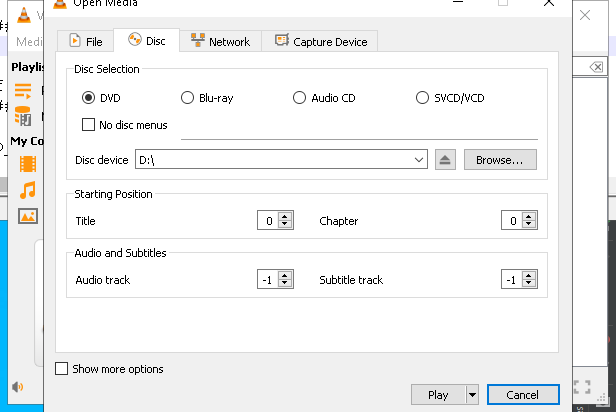 Open Media
Medi
File
Disc
Network
Capture Device
Playlis
Disc Selection
DVD
Blu-ray
Audio CD
SVCD/VCD
No disc menus
My Co
Disc device
D:\
Browse...
Starting Position
Title
0
Chapter
0
Audio and Subtitles
Audio track
-1
Subtitle track
-1
Show more options
Play
Cancel